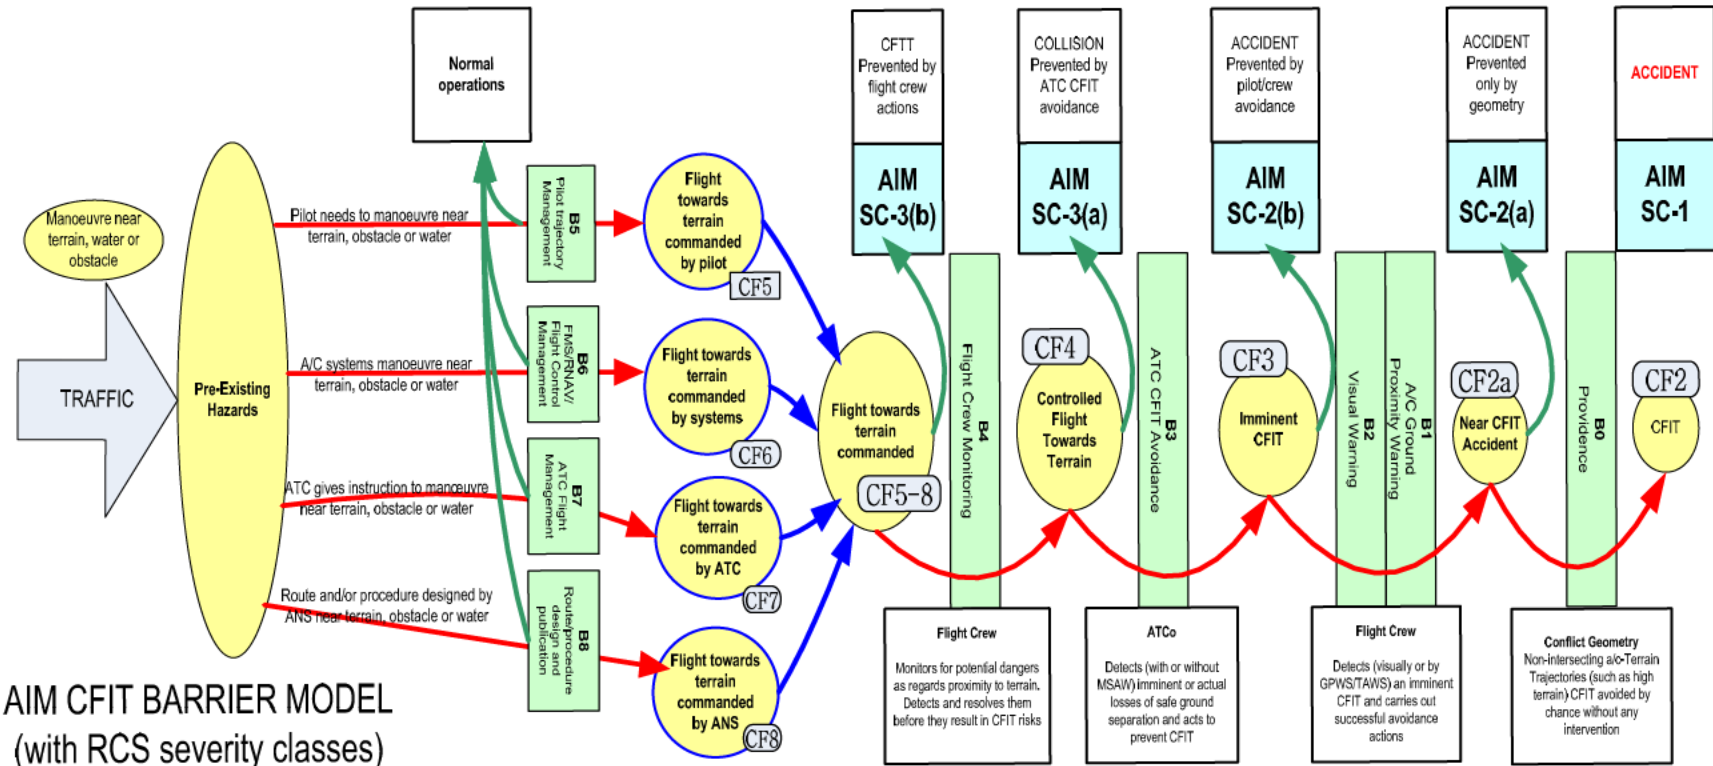 Normal
operations
CFTT
Prevented by
flight crew
actions
COLLISION
Prevented by
ATC CFIT
avoidance
ACCIDENT
Prevented by
pilot/crew
avoidance
ACCIDENT
Prevented
only by
geometry
ACCIDENT
AIM
SC-3(b)
AIM
SC-3(a)
AIM
SC-2(b)
AIM
SC-2(a)
AIM
SC-1
Manoeuvre near
terrain, water or
obstacle
TRAFFIC
Pre-Existing
Hazards
Pilot needs to manoeuvre near
terrain, obstacle or water
A/C systems manoeuvre near
terrain, obstacle or water
ATC gives instruction to manœuvre
near terrain, obstacle or water
Route and/or procedure designed by
ANS near terrain, obstacle or water
B5
Pilot trajectory
Management
B6
FMS/RNAV/
Flight Control
Management
B7
ATC Flight
Management
B8
Route/procedure
design and
publication
Flight
towards
terrain
commanded
by pilot
CF5
Flight towards
terrain
commanded
by systems
CF6
Flight towards
terrain
commanded
by ATC
CF7
Flight towards
terrain
commanded
by ANS
CF8
Flight towards
terrain
commanded
CF5-8
B4
Flight Crew Monitoring
CF4
Controlled
Flight
Towards
Terrain
B3
ATC CFIT Avoidance
CF3
Imminent
CFIT
B2
Visual Warning
B1
A/C Ground
Proximity Warning
CF2a
Near CFIT
Accident
B0
Providence
CF2
CFIT
Flight Crew
Monitors for potential dangers
as regards proximity to terrain.
Detects and resolves them
before they result in CFIT risks
ATCo
Detects (with or without
MSAW) imminent or actual
losses of safe ground
separation and acts to
prevent CFIT
Flight Crew
Detects (visually or by
GPWS/TAWS) an imminent
CFIT and carries out
successful avoidance
actions
Conflict Geometry
Non-intersecting a/c-Terrain
Trajectories (such as high
terrain) CFIT avoided by
chance without any
intervention
AIM CFIT BARRIER MODEL
(with RCS severity classes)